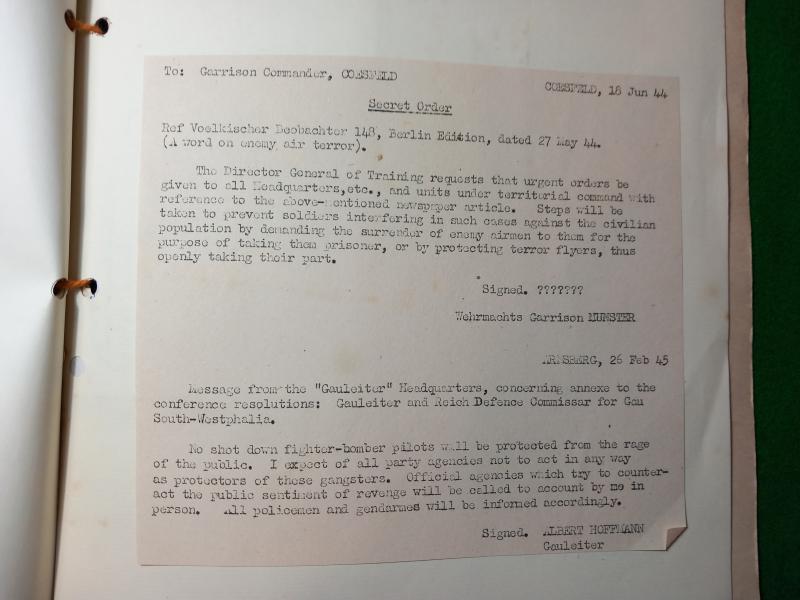 To: Garrison Commander, COESFELD
COESFELD, 18 Jun 44
Secret Order
Ref Voelkischer Beobachter 148, Berlin Edition, dated 27 May 44.
(A word on enemy air terror).
The Director General of Training requests that urgent orders be
given to all Headquarters,etc., and units under territorial command with
reference to the above-mentioned newspaper article. Steps will be
taken to prevent soldiers interfering in such cases against the civilian
population by demanding the surrender of enemy airmen to them for the
purpose of taking them prisoner, or by protecting terror flyers, thus
openly taking their part.
Signed. ???????
Wehrmachts Garrison MUNSTER
ARNSBERG, 26 Feb 45
Message from the "Gauleiter" Headquarters, concerning annexe to the
conference resolutions: Gauleiter and Reich Defence Commissar for Gau
South-Westphalia.
No shot down fighter-bomber pilots will be protected from the rage
of the public. I expect of all party agencies not to act in any way
as protectors of these gangsters. Official agencies which try to counter-
act the public sentiment of revenge will be called to account by me in
person. All policemen and gendarmes will be informed accordingly.
Signed. ALBERT HOFFMANN
Gauleiter